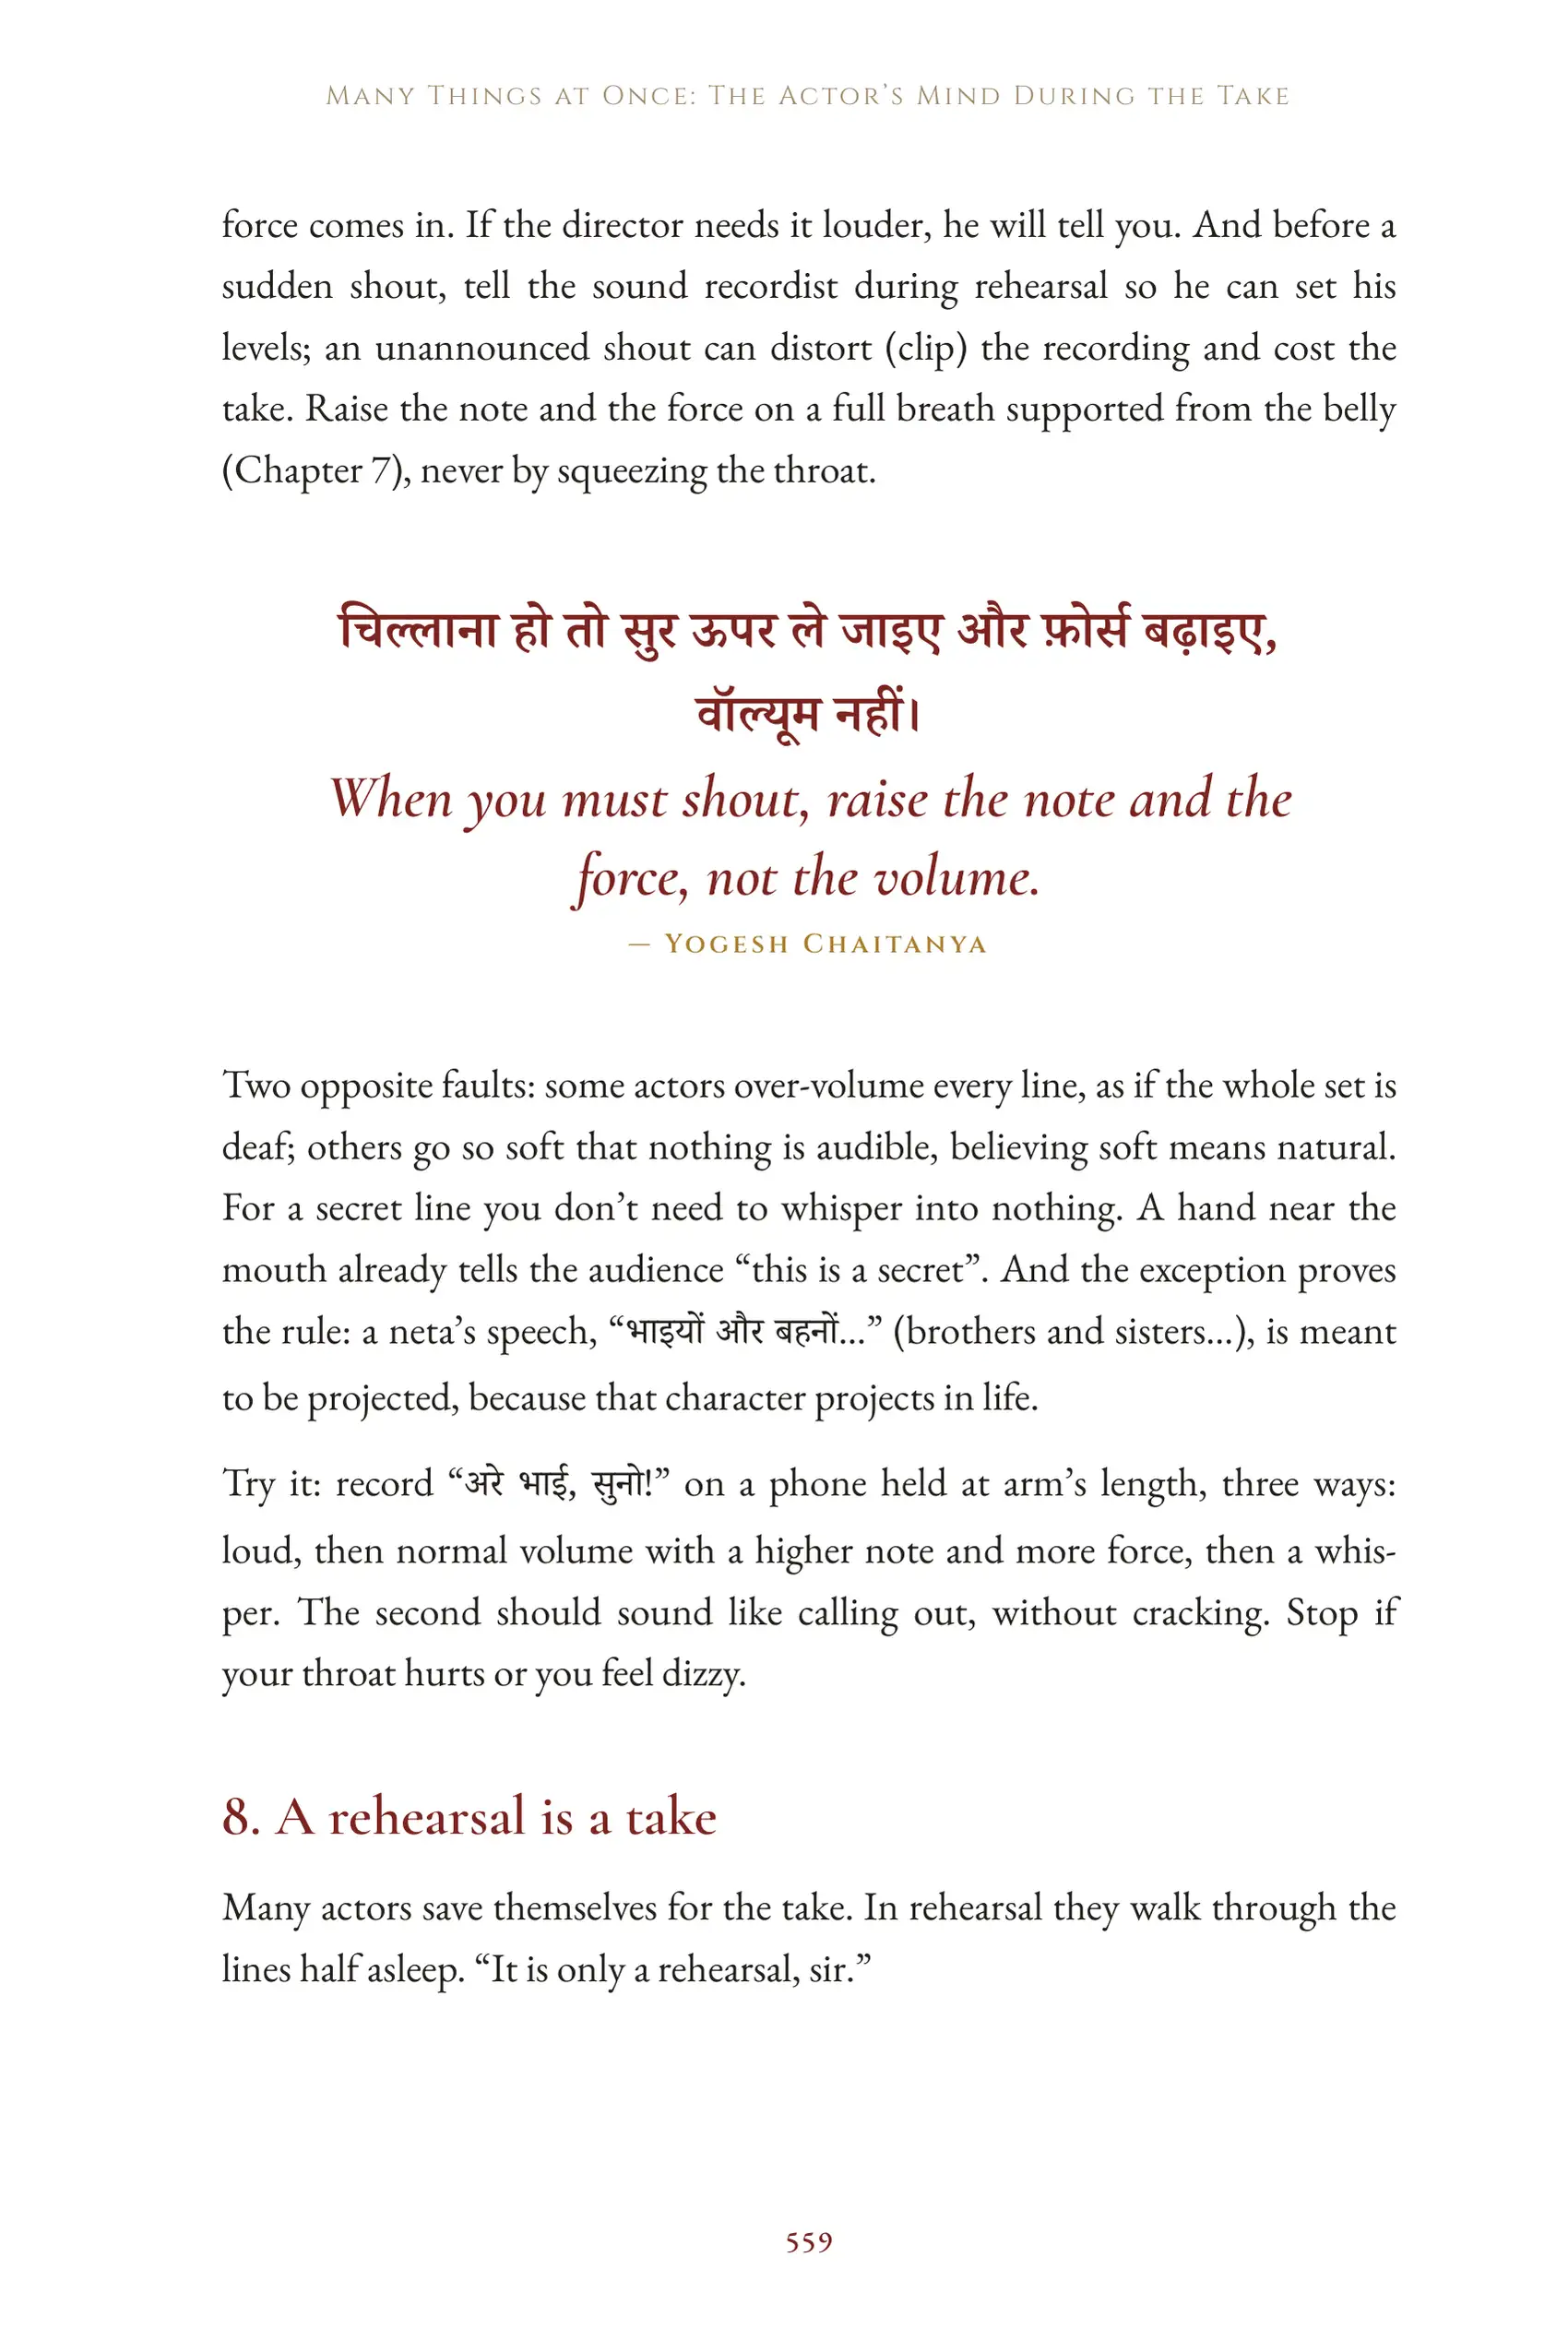 Many Things at Once: The Actor’s Mind During the Take
force comes in. If the director needs it louder, he will tell you. And before a
sudden shout, tell the sound recordist during rehearsal so he can set his
levels; an unannounced shout can distort (clip) the recording and cost the
take. Raise the note and the force on a full breath supported from the belly
(Chapter 7), never by squeezing the throat.
चिल्लाना हो तो सुर ऊपर ले जाइए और फ़ोर्स बढ़ाइए,
वॉल्यूम नहीं।
When you must shout, raise the note and the
force, not the volume.
— Yogesh Chaitanya
Two opposite faults: some actors over-volume every line, as if the whole set is
deaf; others go so soft that nothing is audible, believing soft means natural.
For a secret line you don’t need to whisper into nothing. A hand near the
mouth already tells the audience “this is a secret”. And the exception proves
the rule: a neta’s speech, “भाइयों और बहनों…” (brothers and sisters…), is meant
to be projected, because that character projects in life.
Try it: record “अरे भाई, सुनो!” on a phone held at arm’s length, three ways:
loud, then normal volume with a higher note and more force, then a whis-
per. The second should sound like calling out, without cracking. Stop if
your throat hurts or you feel dizzy.
8. A rehearsal is a take
Many actors save themselves for the take. In rehearsal they walk through the
lines half asleep. “It is only a rehearsal, sir.”
559